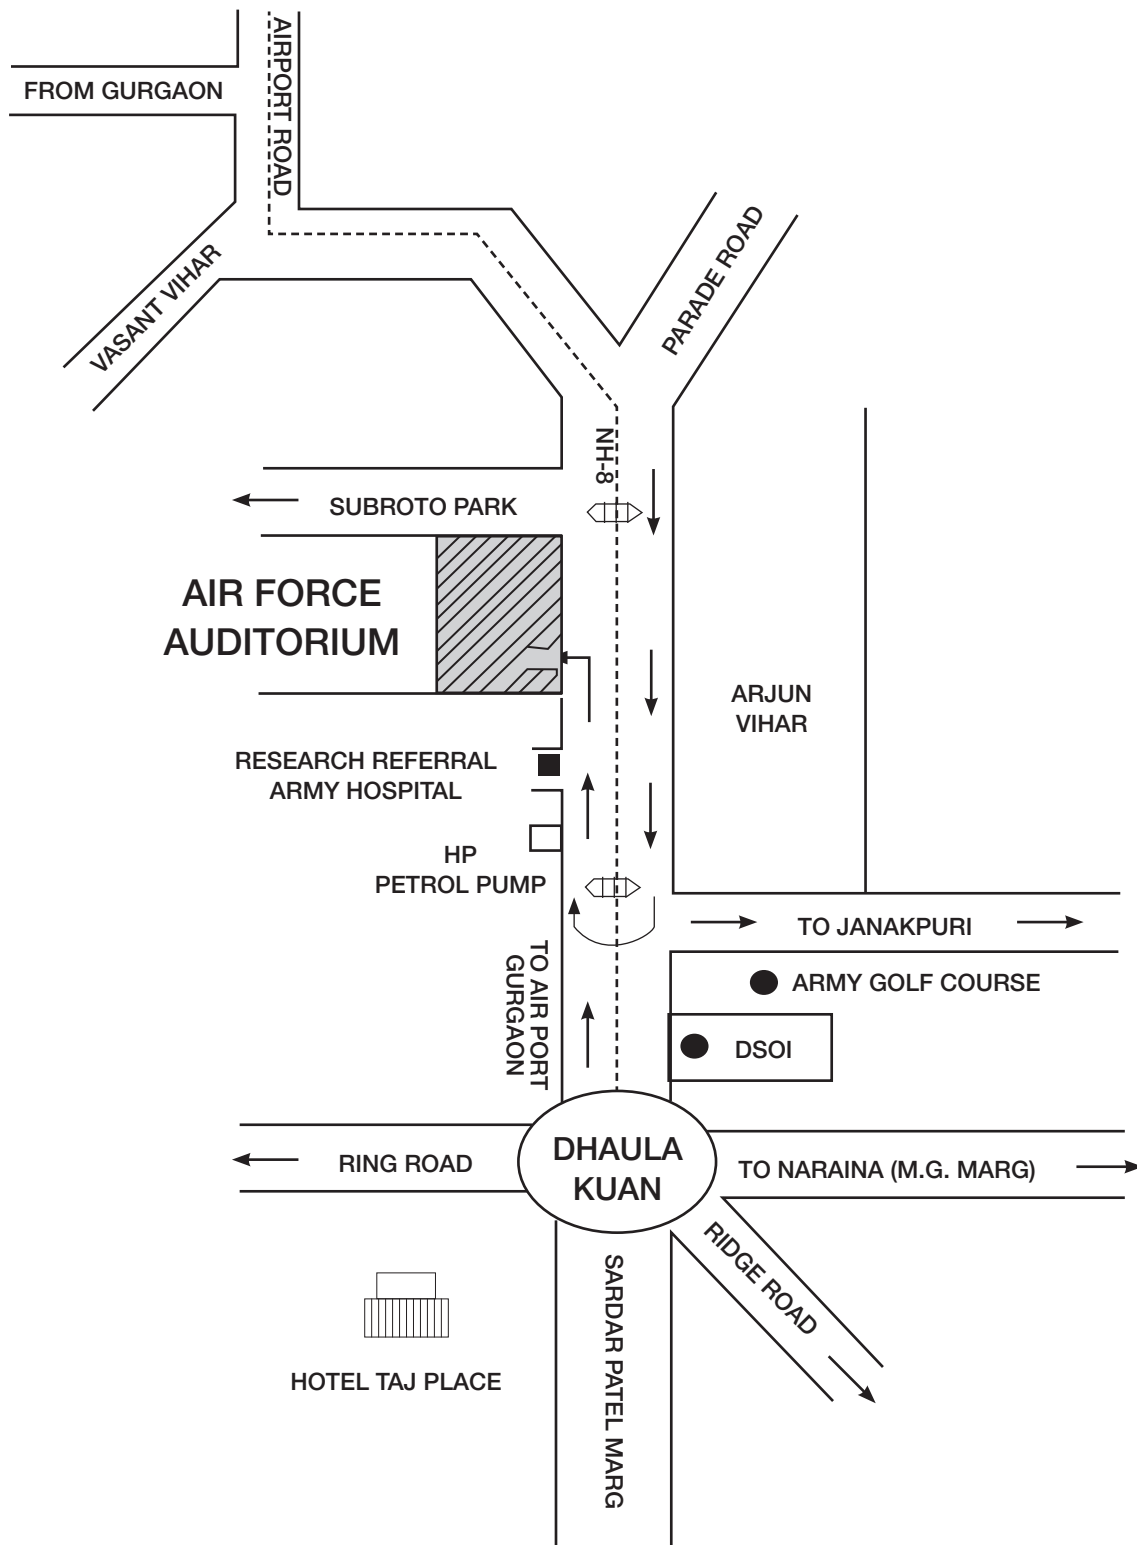 AIRPORT ROAD
FROM GURGAON
VASANT VIHAR
PARADE ROAD
NH-8
SUBROTO PARK
AIR FORCE
AUDITORIUM
ARJUN
VIHAR
RESEARCH REFERRAL
ARMY HOSPITAL
HP
PETROL PUMP
TO JANAKPURI
TO AIR PORT
GURGAON
ARMY GOLF COURSE
DSOI
DHAULA
KUAN
RING ROAD
TO NARAINA (M.G. MARG)
RIDGE ROAD
SARDAR PATEL MARG
HOTEL TAJ PLACE